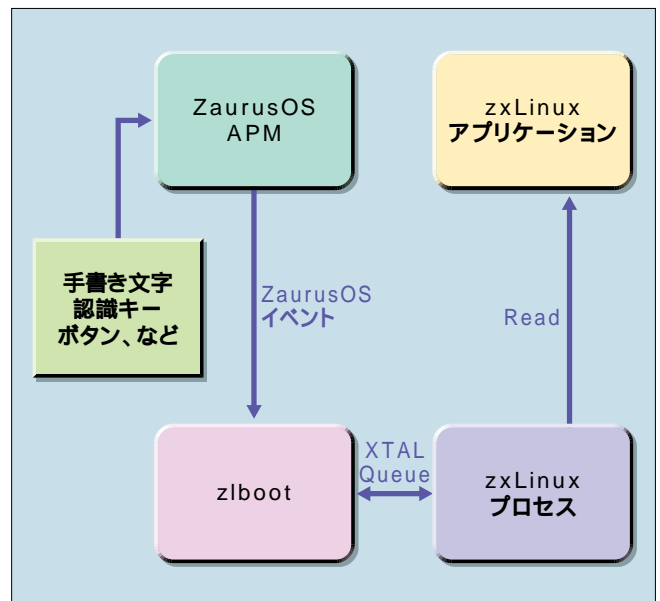 ZaurusOS
APM
zxLinux
アプリケーション
手書き文字
認識キー
ボタン、など
ZaurusOS
イベント
Read
zlboot
XTAL
Queue
zxLinux
プロセス